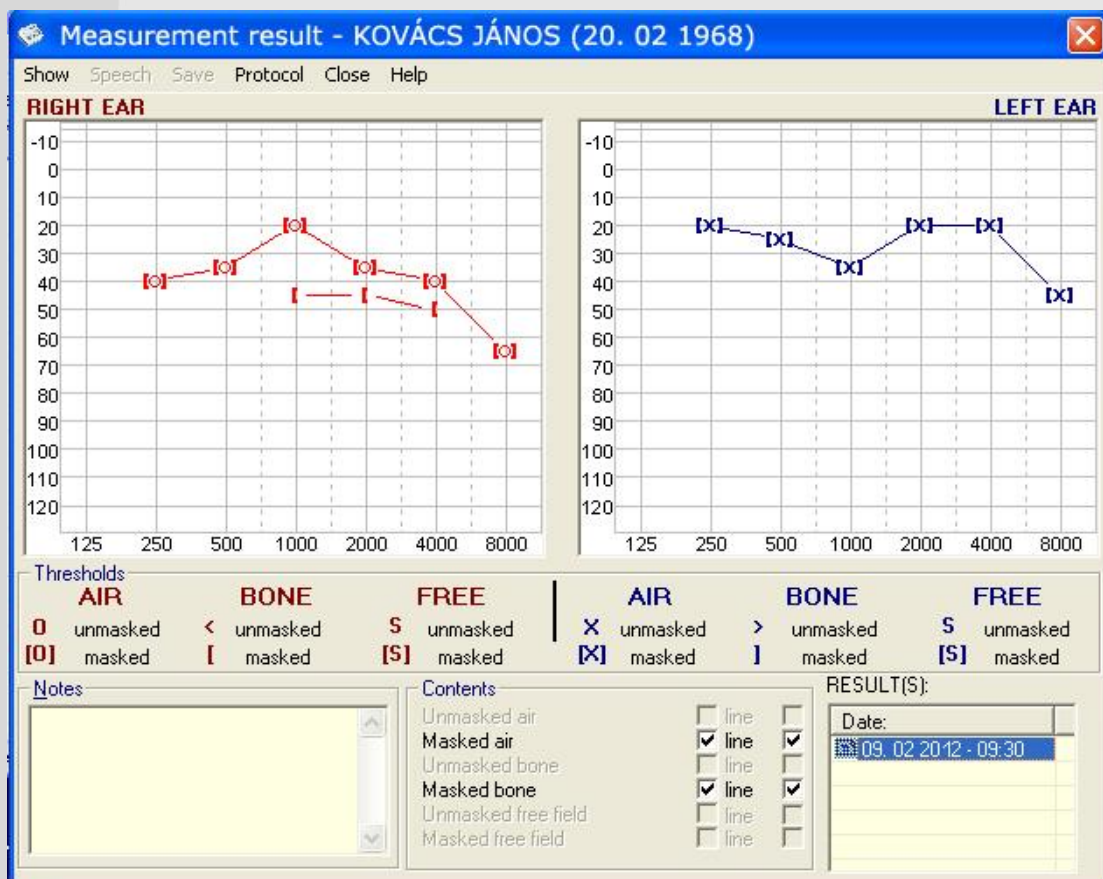 Measurement result - KOVÁCS JÁNOS (20. 02 1968)
Show Speech Save Protocol Close Help
RIGHT EAR
LEFT EAR
-10
0
10
20
30
40
50
60
70
80
90
100
110
120
125 250 500 1000 2000 4000 8000
-10
0
10
20
30
40
50
60
70
80
90
100
110
120
125 250 500 1000 2000 4000 8000
Thresholds
AIR BONE FREE AIR BONE FREE
O unmasked < unmasked S unmasked X unmasked > unmasked S unmasked
[O] masked [ masked [S] masked [X] masked ] masked [S] masked
Notes
Contents
Unmasked air line
Masked air line
Unmasked bone line
Masked bone line
Unmasked free field line
Masked free field line
RESULT(S):
Date:
09. 02 2012 - 09:30